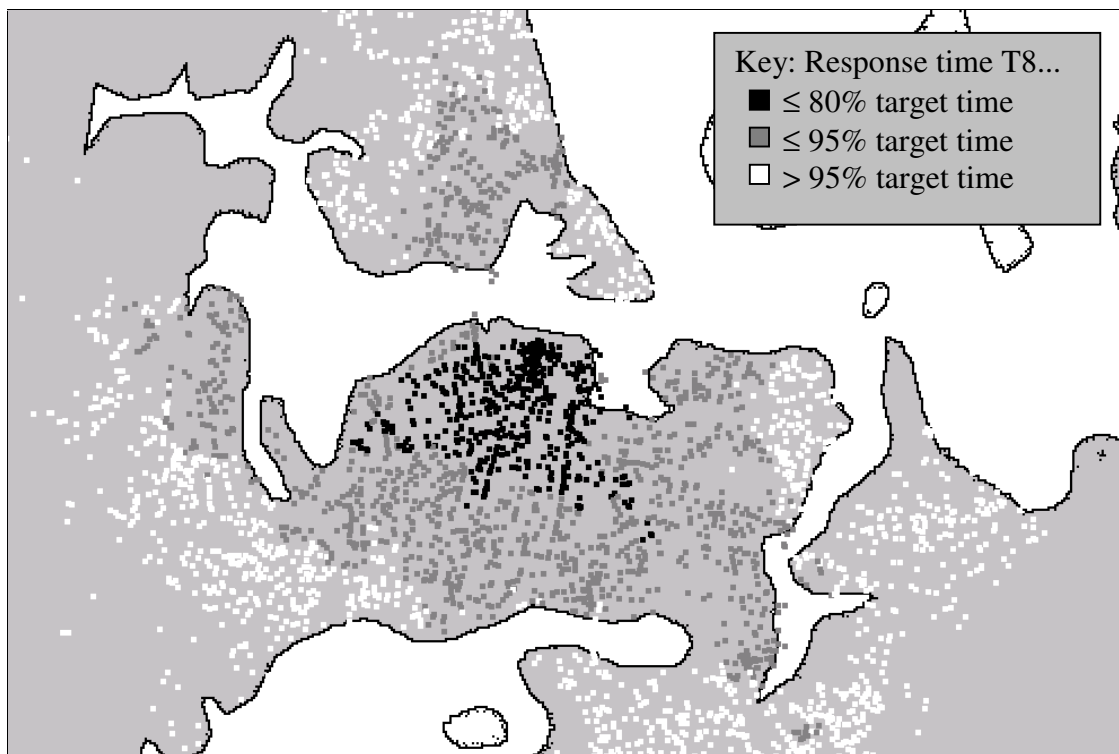 Key: Response time T8...
≤ 80% target time
≤ 95% target time
> 95% target time